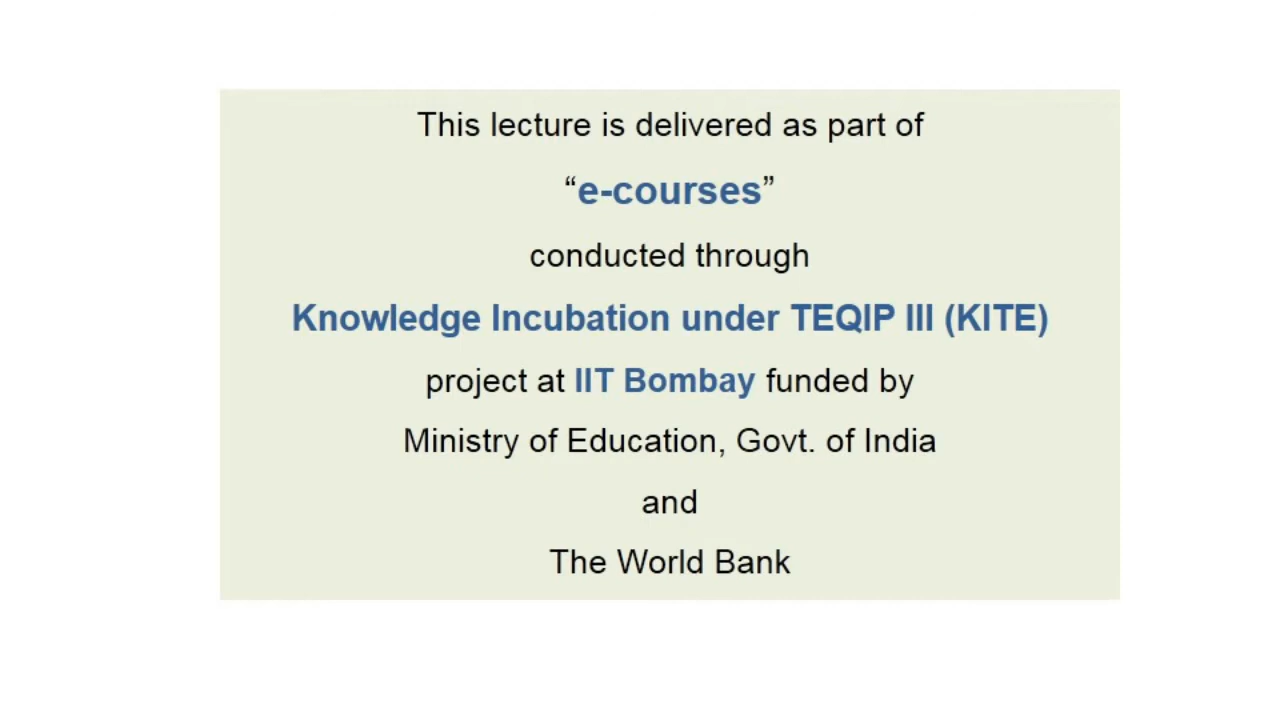 This lecture is delivered as part of
“e-courses”
conducted through
Knowledge Incubation under TEQIP III (KITE)
project at IIT Bombay funded by
Ministry of Education, Govt. of India
and
The World Bank